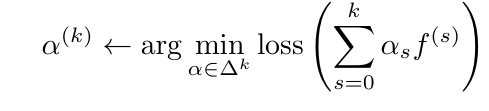 α^{(k)} ← arg min_{α∈Δ^k} loss ( ∑_{s=0}^{k} α_s f^{(s)} )